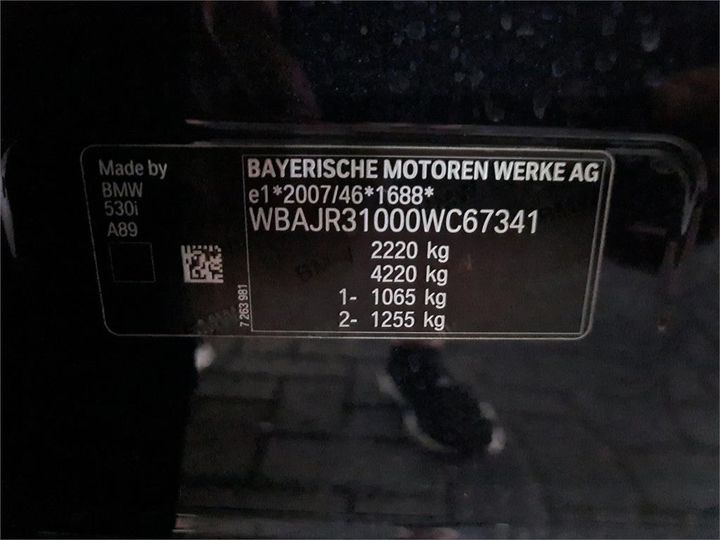 Made by
BMW
530i
A89
7 263 981
BAYERISCHE MOTOREN WERKE AG
e1*2007/46*1688*
WBAJR31000WC67341
2220 kg
4220 kg
1- 1065 kg
2- 1255 kg